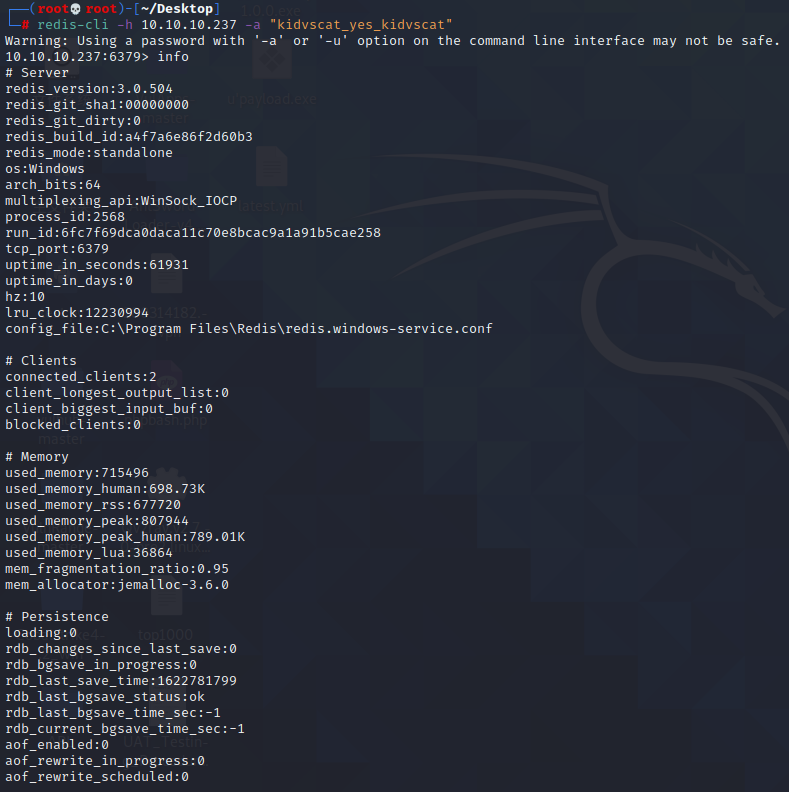 ┌──(root💀 root)-[~/Desktop]
└─# redis-cli -h 10.10.10.237 -a "kidvscat_yes_kidvscat"
Warning: Using a password with '-a' or '-u' option on the command line interface may not be safe.
10.10.10.237:6379> info
# Server
redis_version:3.0.504
redis_git_sha1:00000000
redis_git_dirty:0
redis_build_id:a4f7a6e86f2d60b3
redis_mode:standalone
os:Windows
arch_bits:64
multiplexing_api:WinSock_IOCP
process_id:2568
run_id:6fc7f69dca0daca11c70e8bcac9a1a91b5cae258
tcp_port:6379
uptime_in_seconds:61931
uptime_in_days:0
hz:10
lru_clock:12230994
config_file:C:\Program Files\Redis\redis.windows-service.conf

# Clients
connected_clients:2
client_longest_output_list:0
client_biggest_input_buf:0
blocked_clients:0

# Memory
used_memory:715496
used_memory_human:698.73K
used_memory_rss:677720
used_memory_peak:807944
used_memory_peak_human:789.01K
used_memory_lua:36864
mem_fragmentation_ratio:0.95
mem_allocator:jemalloc-3.6.0

# Persistence
loading:0
rdb_changes_since_last_save:0
rdb_bgsave_in_progress:0
rdb_last_save_time:1622781799
rdb_last_bgsave_status:ok
rdb_last_bgsave_time_sec:-1
rdb_current_bgsave_time_sec:-1
aof_enabled:0
aof_rewrite_in_progress:0
aof_rewrite_scheduled:0